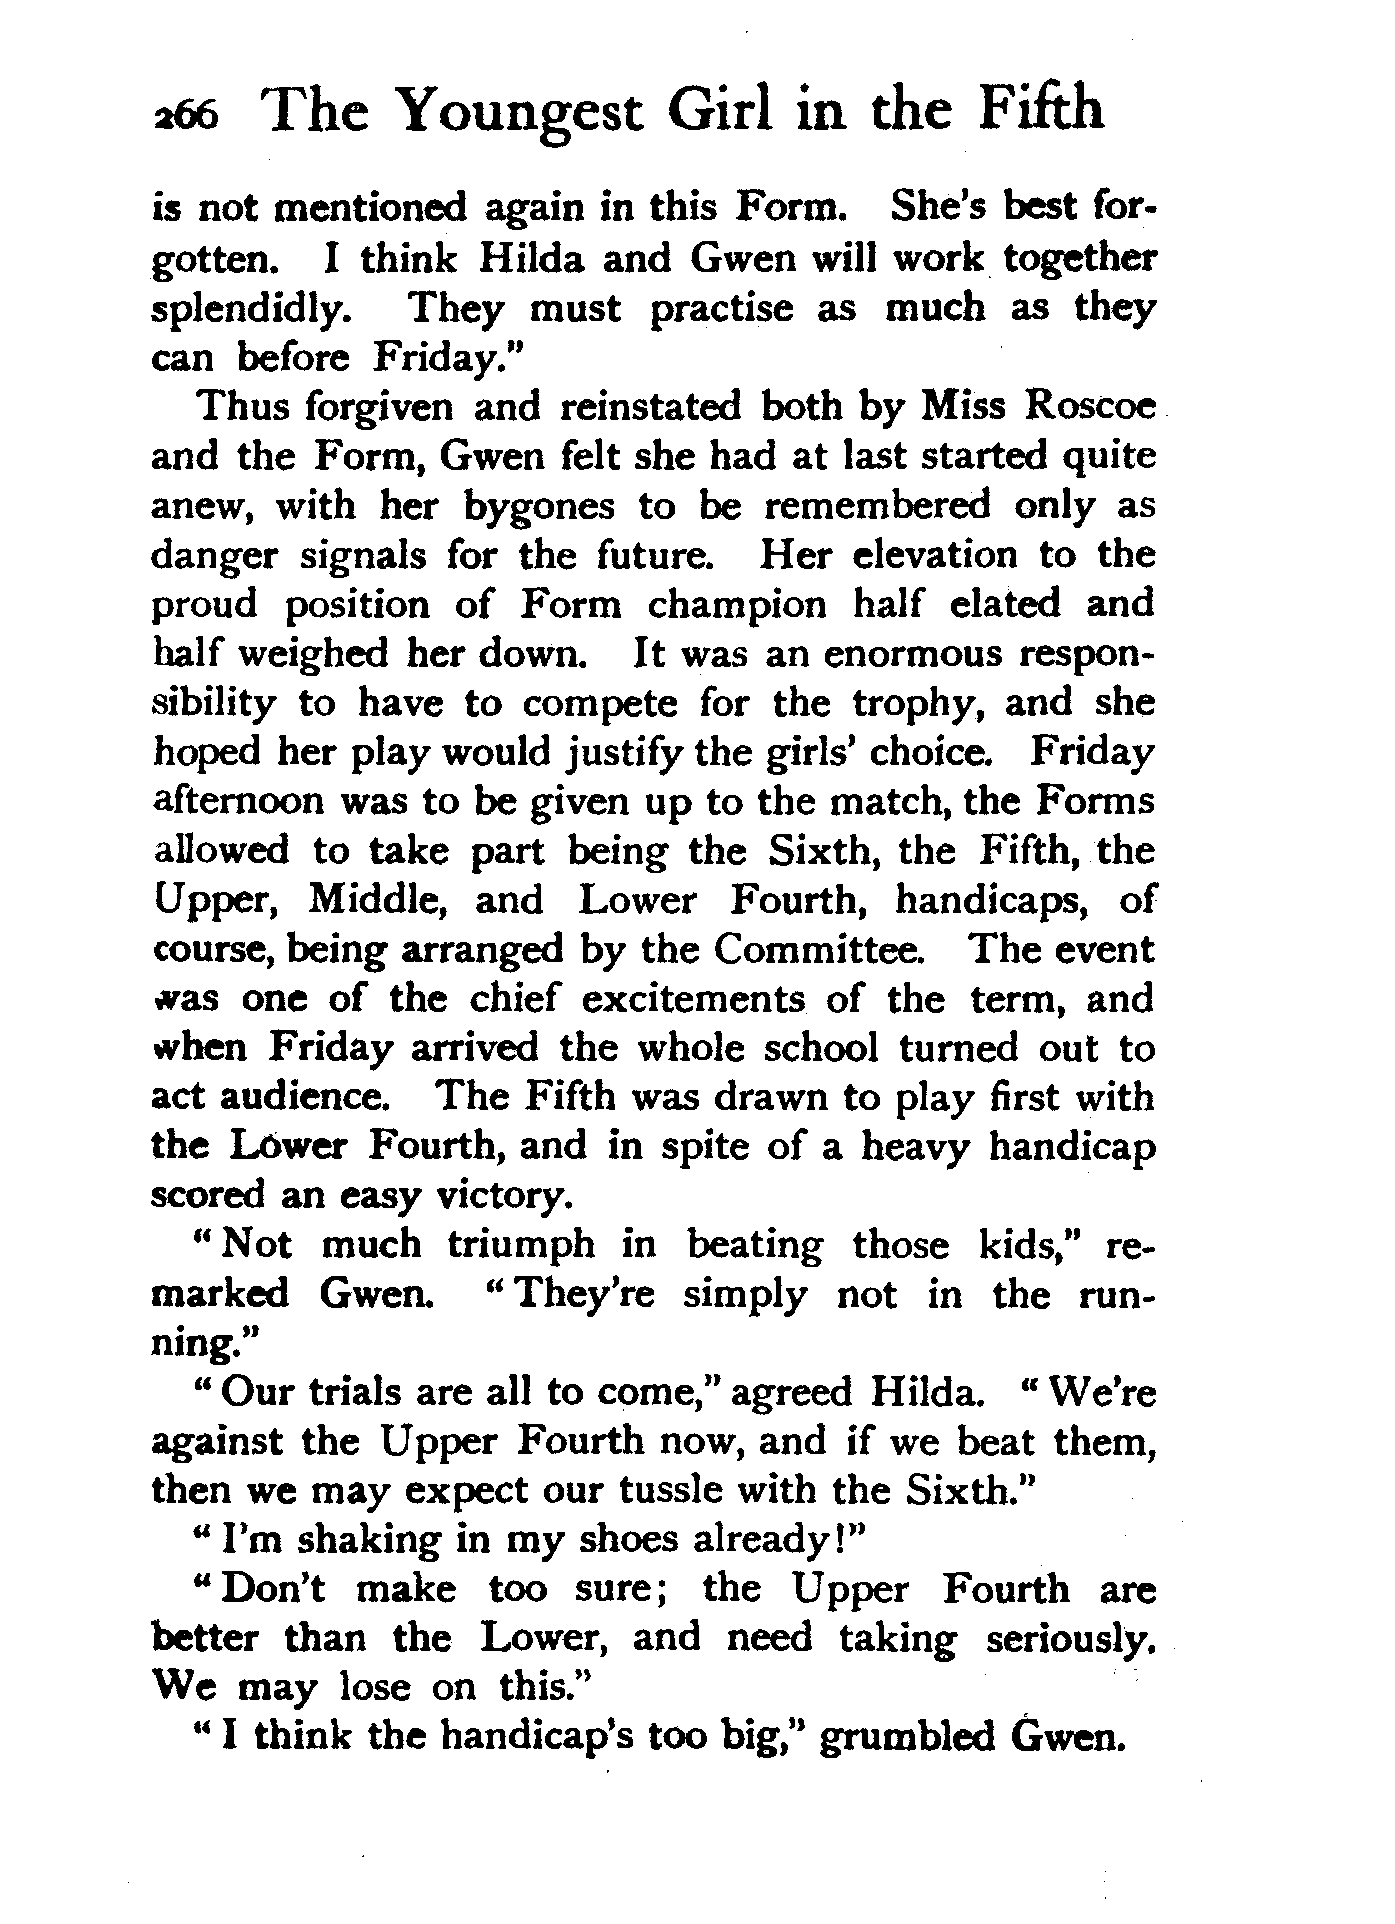 266 The Youngest Girl in the Fifth
is not mentioned again in this Form. She's best for-
gotten. I think Hilda and Gwen will work together
splendidly. They must practise as much as they
can before Friday."
Thus forgiven and reinstated both by Miss Roscoe
and the Form, Gwen felt she had at last started quite
anew, with her bygones to be remembered only as
danger signals for the future. Her elevation to the
proud position of Form champion half elated and
half weighed her down. It was an enormous respon-
sibility to have to compete for the trophy, and she
hoped her play would justify the girls' choice. Friday
afternoon was to be given up to the match, the Forms
allowed to take part being the Sixth, the Fifth, the
Upper, Middle, and Lower Fourth, handicaps, of
course, being arranged by the Committee. The event
was one of the chief excitements of the term, and
when Friday arrived the whole school turned out to
act audience. The Fifth was drawn to play first with
the Lower Fourth, and in spite of a heavy handicap
scored an easy victory.
"Not much triumph in beating those kids," re-
marked Gwen. "They're simply not in the run-
ning."
"Our trials are all to come," agreed Hilda. "We're
against the Upper Fourth now, and if we beat them,
then we may expect our tussle with the Sixth."
"I'm shaking in my shoes already!"
"Don't make too sure; the Upper Fourth are
better than the Lower, and need taking seriously.
We may lose on this."
"I think the handicap's too big," grumbled Gwen.